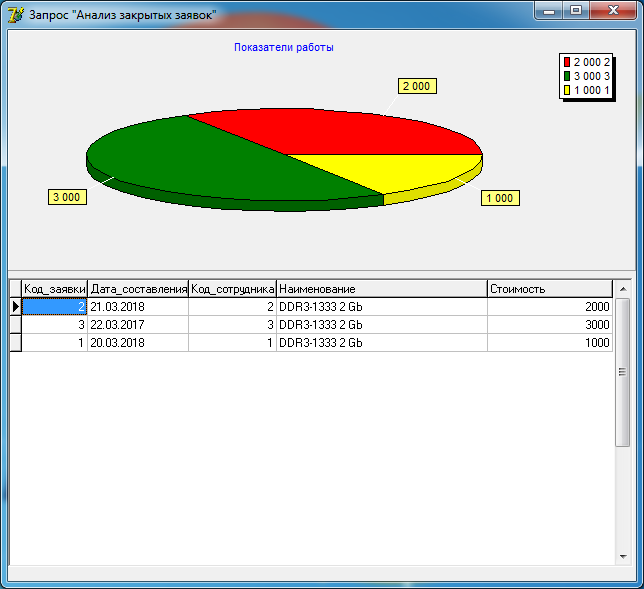 Запрос "Анализ закрытых заявок"
Показатели работы
2 000 2
3 000 3
1 000 1
2 000
3 000
1 000
Код_заявки Дата_составления Код_сотрудника Наименование Стоимость
2 21.03.2018 2 DDR3-1333 2 Gb 2000
3 22.03.2017 3 DDR3-1333 2 Gb 3000
1 20.03.2018 1 DDR3-1333 2 Gb 1000